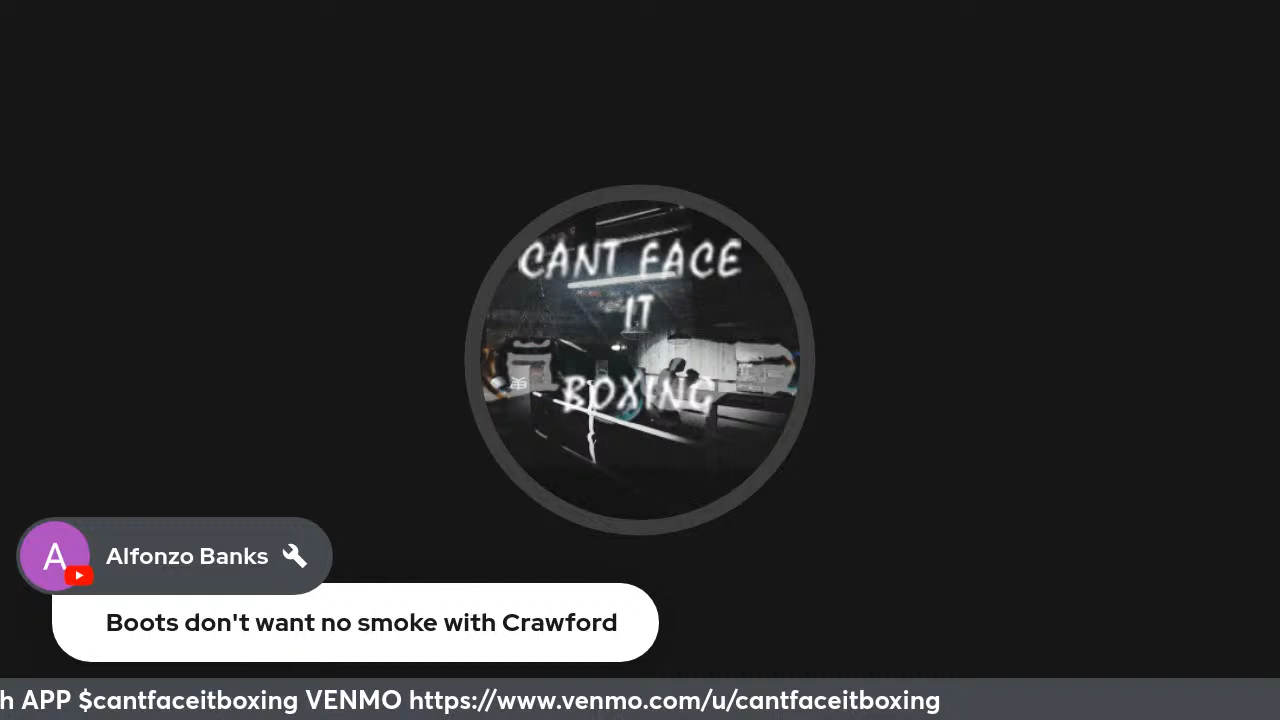 CANT FACE
IT
BOXING
A Alfonzo Banks
Boots don't want no smoke with Crawford
h APP $cantfaceitboxing VENMO https://www.venmo.com/u/cantfaceitboxing